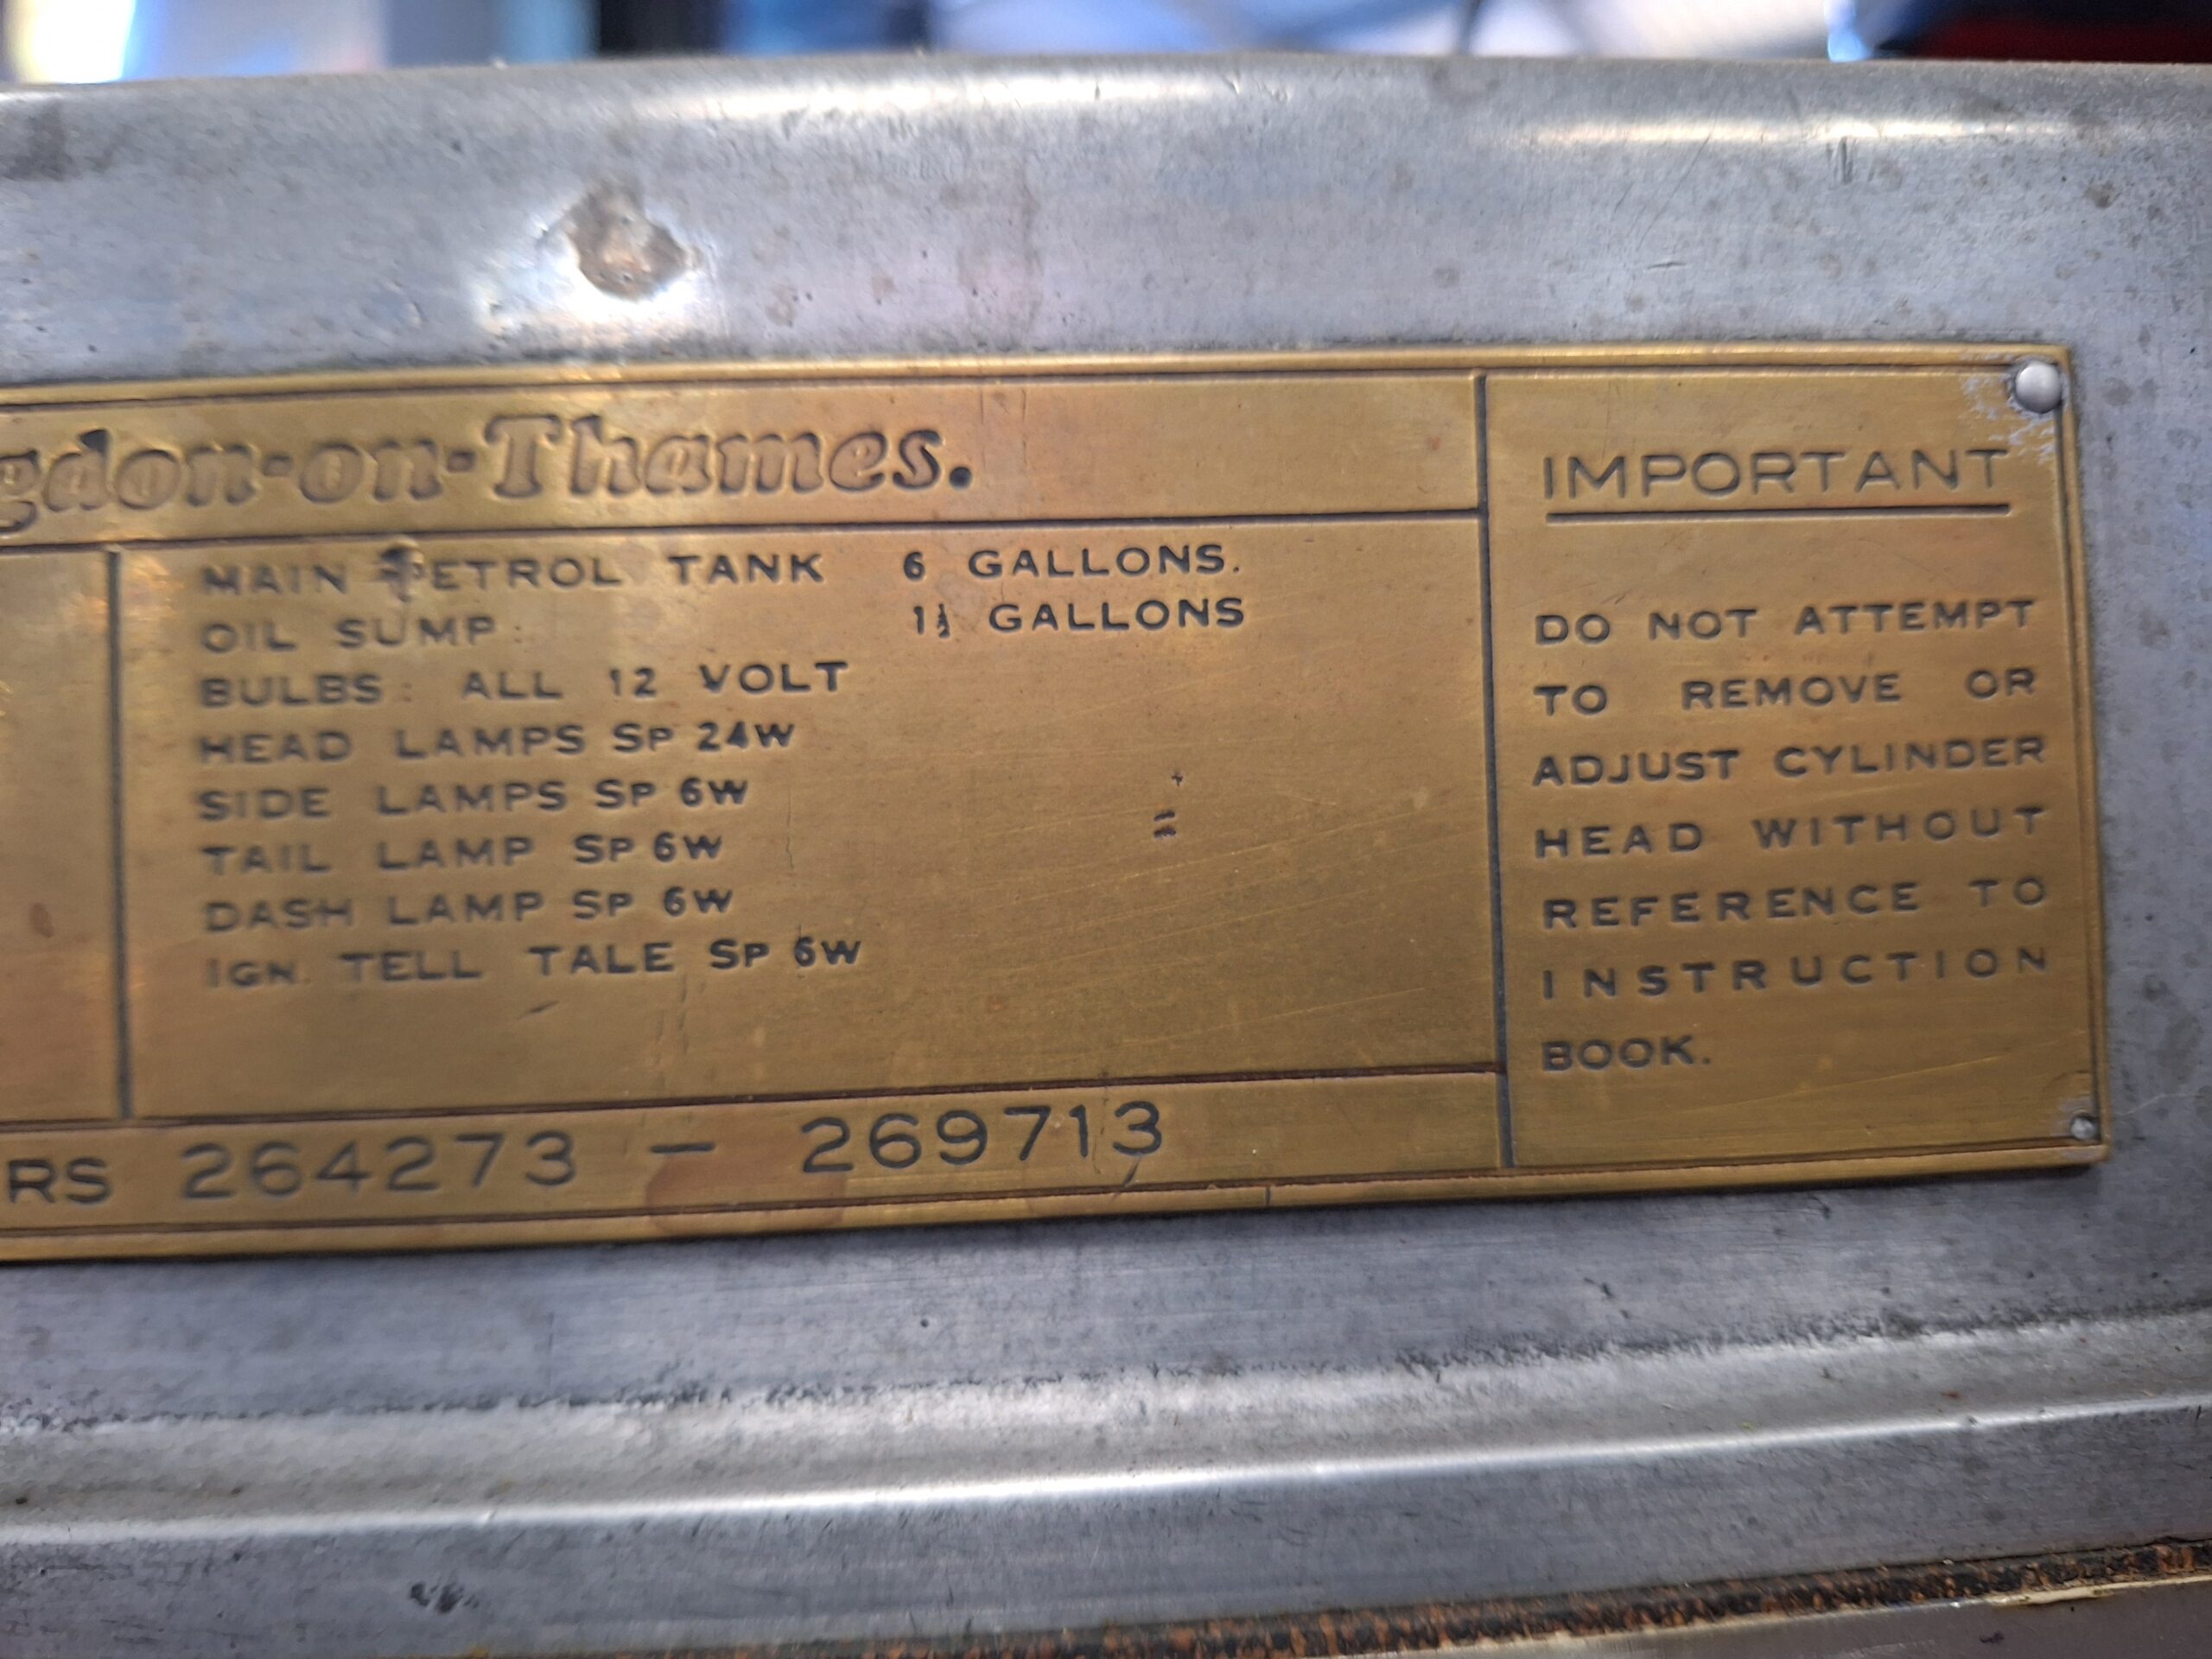 gdon-on-Thames.
MAIN PETROL TANK 6 GALLONS.
OIL SUMP: 1½ GALLONS
BULBS: ALL 12 VOLT
HEAD LAMPS SP 24W
SIDE LAMPS SP 6W
TAIL LAMP SP 6W
DASH LAMP SP 6W
IGN. TELL TALE SP 6W
RS 264273 – 269713
IMPORTANT
DO NOT ATTEMPT
TO REMOVE OR
ADJUST CYLINDER
HEAD WITHOUT
REFERENCE TO
INSTRUCTION
BOOK.